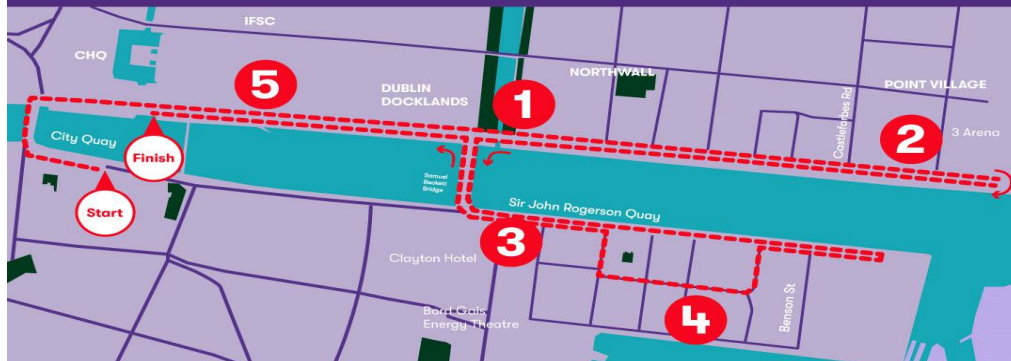 IFSC
CHQ
5
DUBLIN
DOCKLANDS
1
NORTHWALL
POINT VILLAGE
Castleforbes Rd
2
3 Arena
City Quay
Finish
Start
Samuel
Beckett
Bridge
Sir John Rogerson Quay
3
Clayton Hotel
4
Benson St
Bord Gais
Energy Theatre